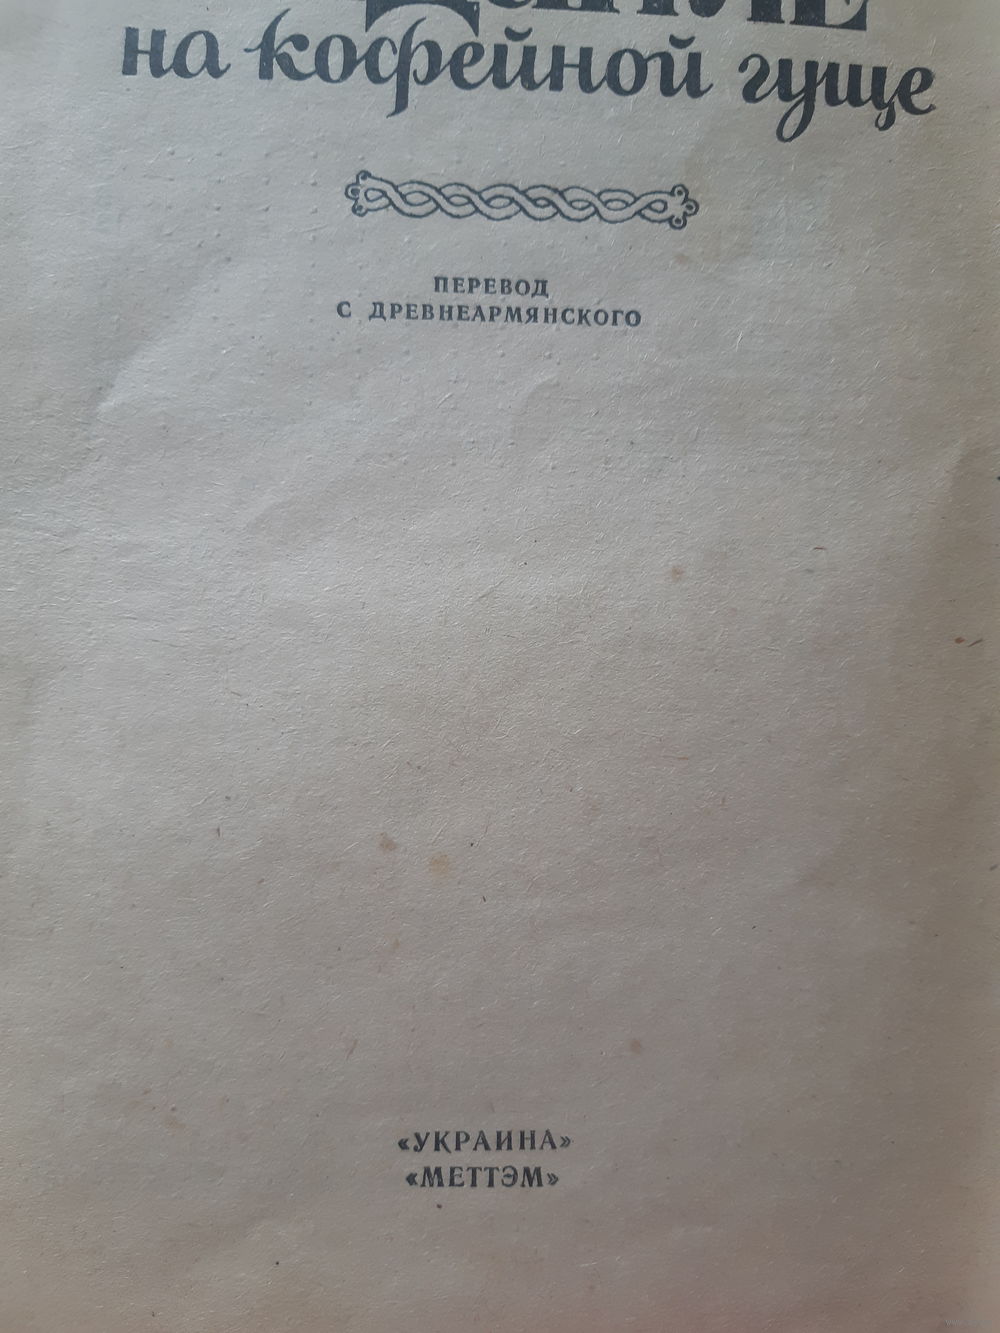 на кофейной гуще
ПЕРЕВОД
С ДРЕВНЕАРМЯНСКОГО
«УКРАИНА»
«МЕТТЭМ»